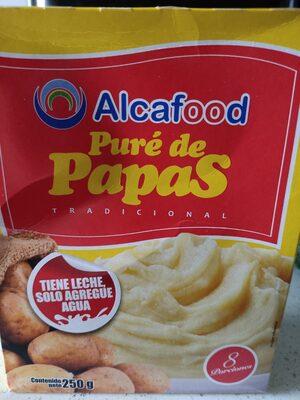 Alcafood
Puré de
Papas
TRADICIONAL
TIENE LECHE,
SOLO AGREGUE
AGUA
8
Porciones
Contenido
neto 250 g